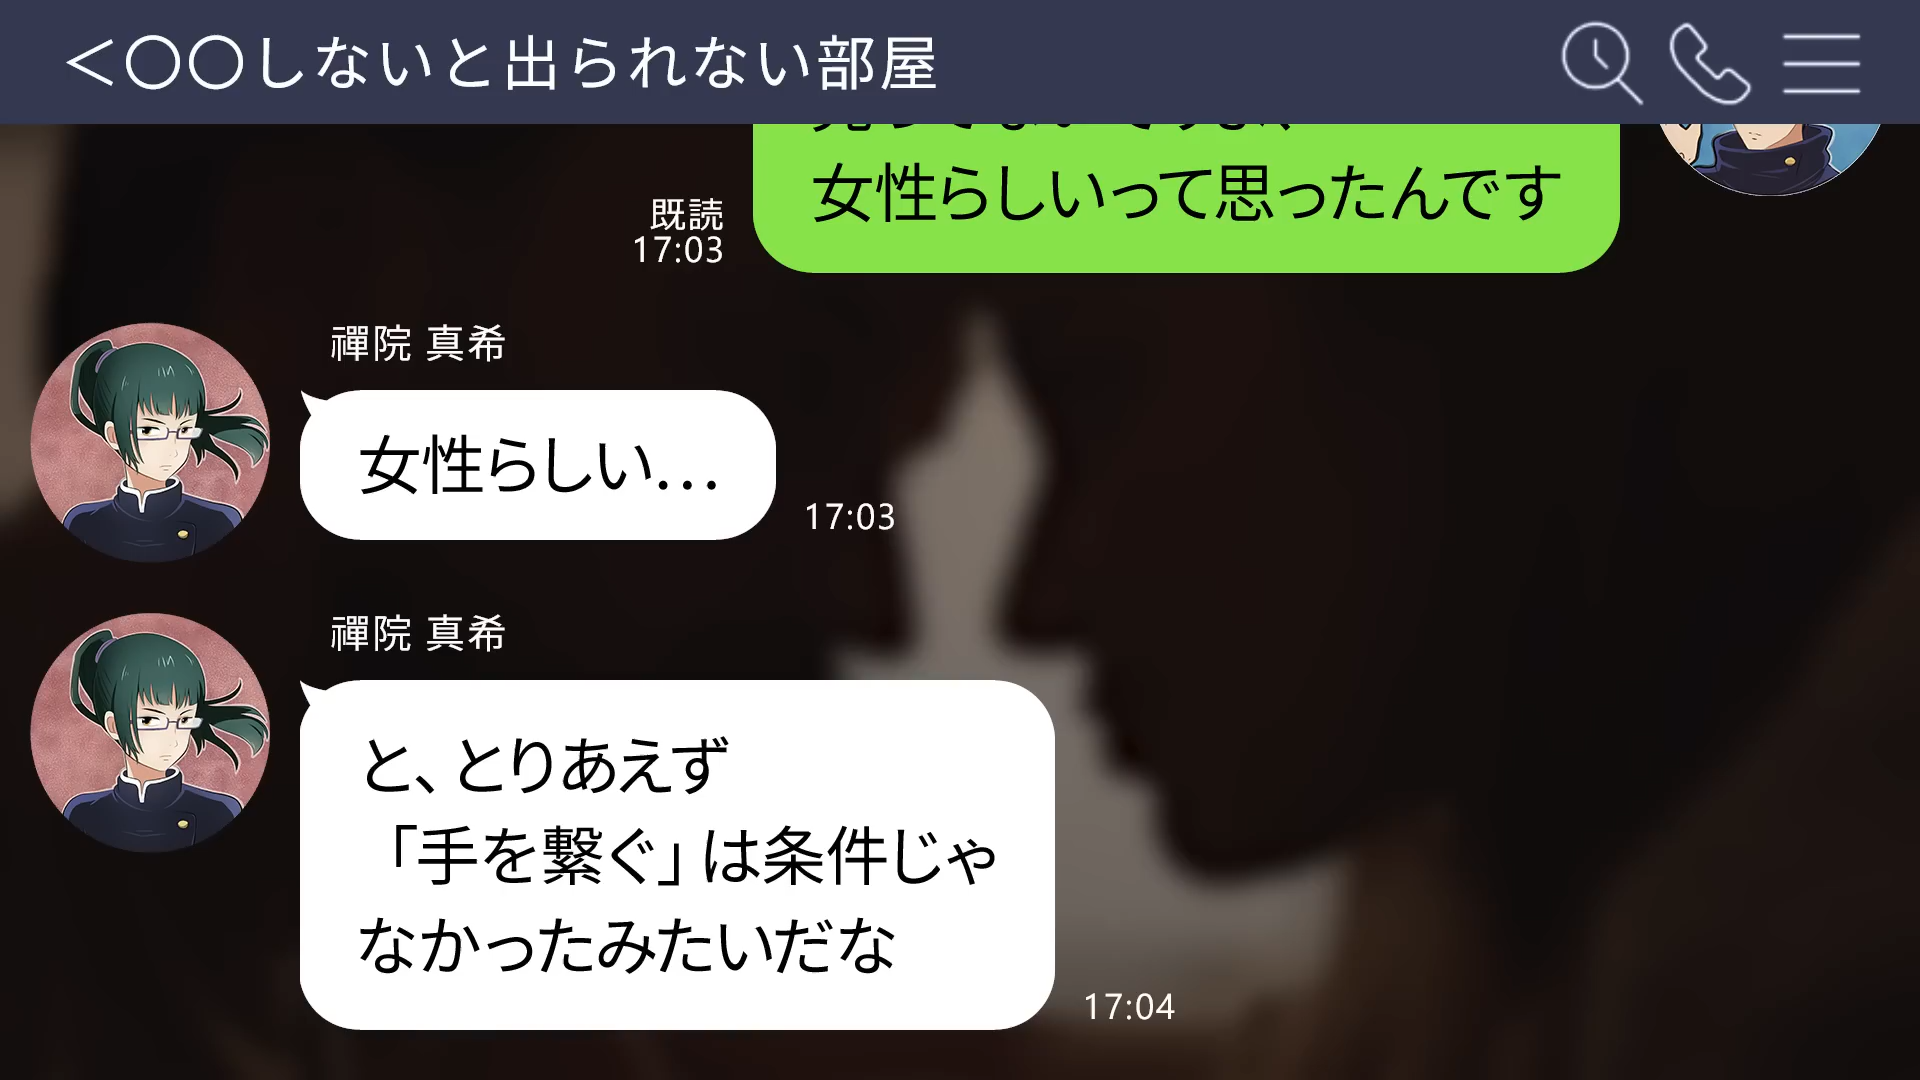 ＜〇〇しないと出られない部屋
女性らしいって思ったんです
既読
17:03
禪院 真希
女性らしい…
17:03
禪院 真希
と、とりあえず
「手を繋ぐ」は条件じゃ
なかったみたいだな
17:04